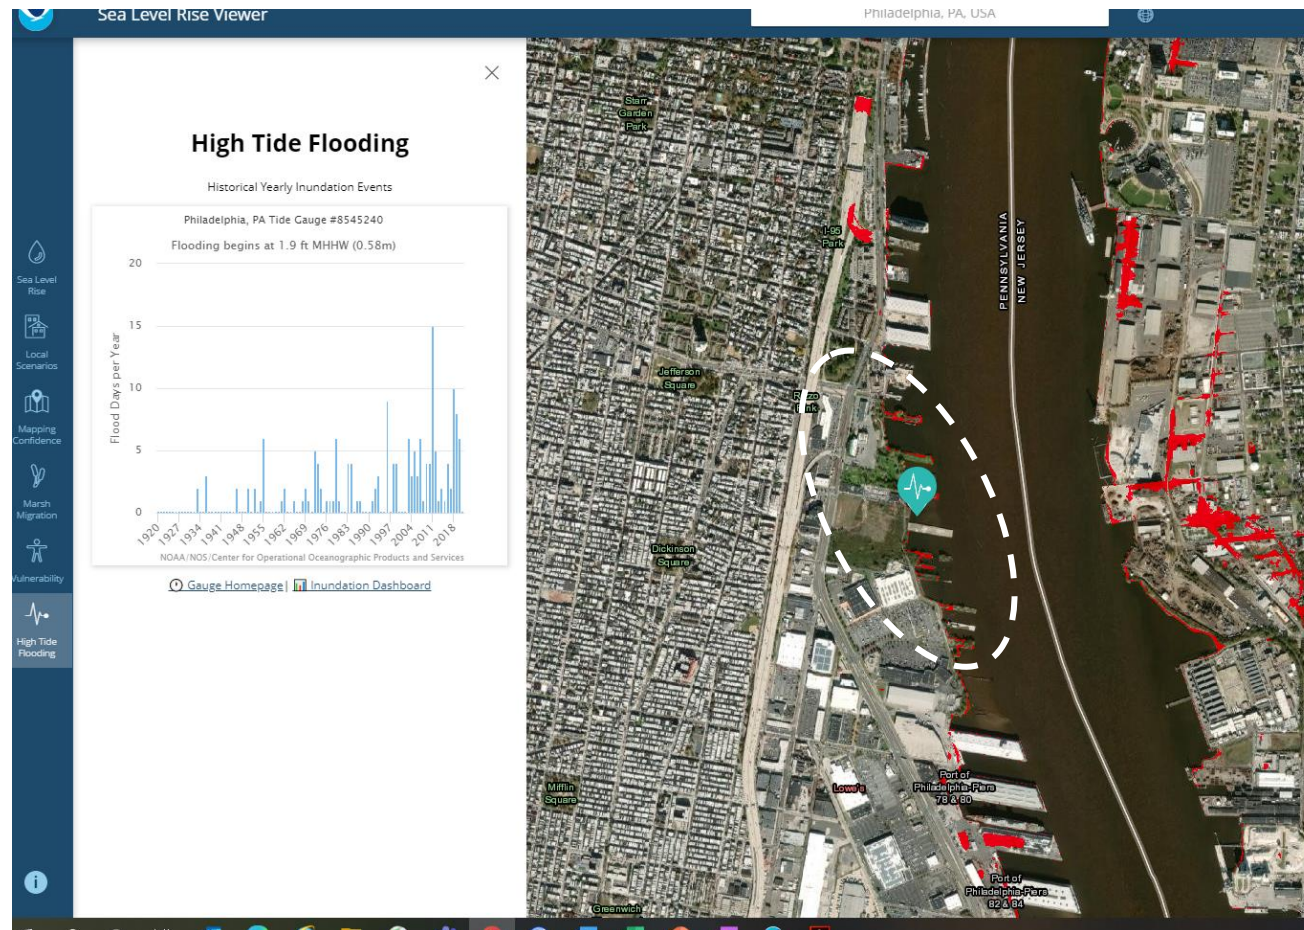 Sea Level Rise Viewer
Philadelphia, PA, USA
Sea Level
Rise
Local
Scenarios
Mapping
Confidence
Marsh
Migration
Vulnerability
High Tide
Flooding
High Tide Flooding
Historical Yearly Inundation Events
Philadelphia, PA Tide Gauge #8545240
Flooding begins at 1.9 ft MHHW (0.58m)
Flood Days per Year
20
15
10
5
0
1920
1927
1934
1941
1948
1955
1962
1969
1976
1983
1990
1997
2004
2011
2018
NOAA/NOS/Center for Operational Oceanographic Products and Services
Gauge Homepage| Inundation Dashboard
Starr
Garden
Park
I-95
Park
PENNSYLVANIA
NEW JERSEY
Jefferson
Square
Dickinson
Square
Mifflin
Square
Lowe's
Port of
Philadelphia-Piers
78 & 80
Port of
Philadelphia-Piers
82 & 84
Greenwich